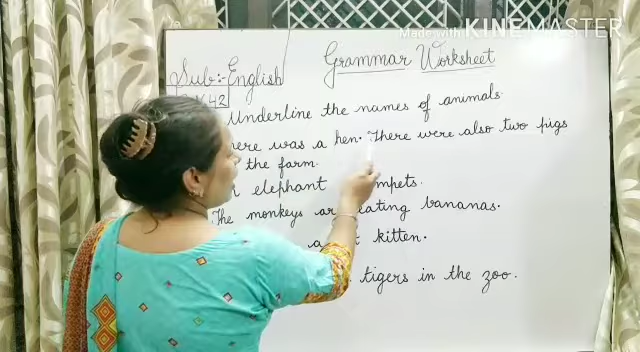 Made with KINEMASTER
Grammar Worksheet
Sub:- English
42
Underline the names of animals.
here was a hen. There were also two pigs
the farm.
elephant mpets.
The monkeys ar eating bananas.
a kitten.
tigers in the zoo.